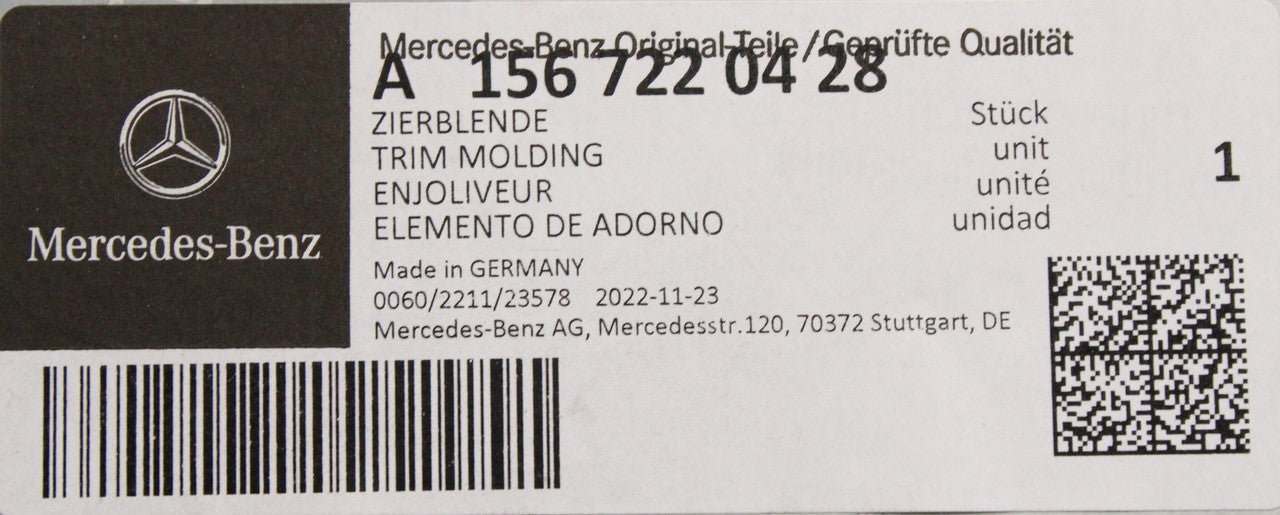 Mercedes-Benz
Mercedes-Benz Original-Teile/Geprüfte Qualität
A 156 722 04 28
ZIERBLENDE Stück
TRIM MOLDING unit
ENJOLIVEUR unité
ELEMENTO DE ADORNO unidad
1
Made in GERMANY
0060/2211/23578 2022-11-23
Mercedes-Benz AG, Mercedesstr.120, 70372 Stuttgart, DE